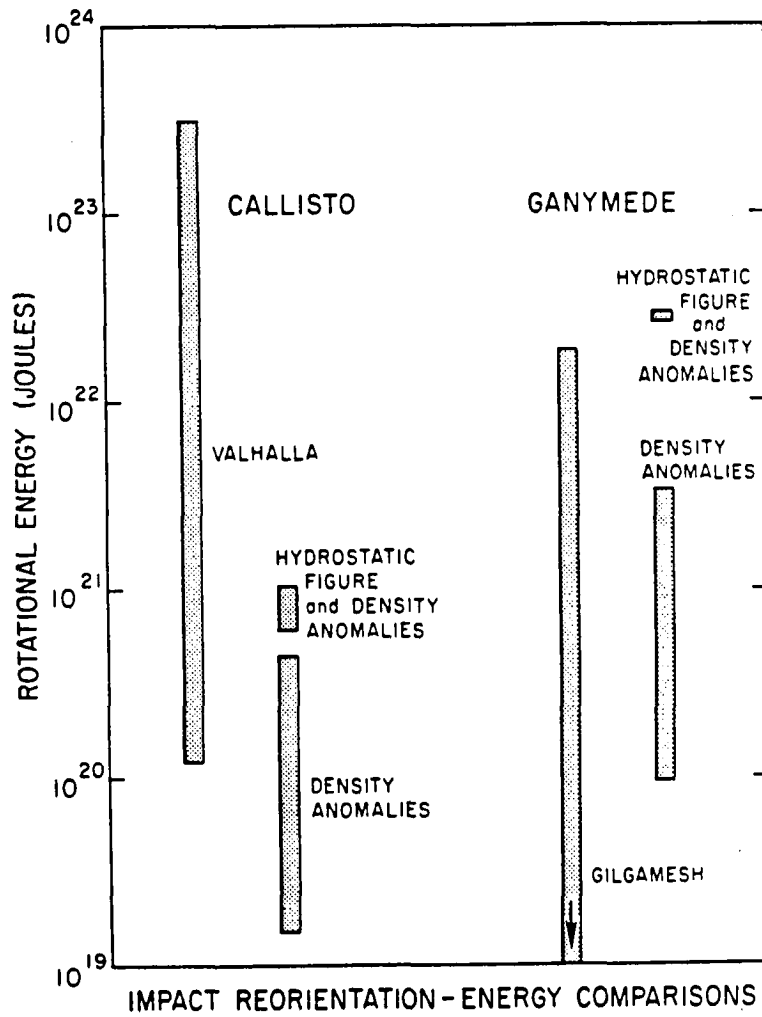 10^24
10^23
10^22
10^21
10^20
10^19
ROTATIONAL ENERGY (JOULES)
CALLISTO
VALHALLA
HYDROSTATIC
FIGURE
and DENSITY
ANOMALIES
DENSITY
ANOMALIES
GANYMEDE
HYDROSTATIC
FIGURE
and
DENSITY
ANOMALIES
DENSITY
ANOMALIES
GILGAMESH
IMPACT REORIENTATION-ENERGY COMPARISONS